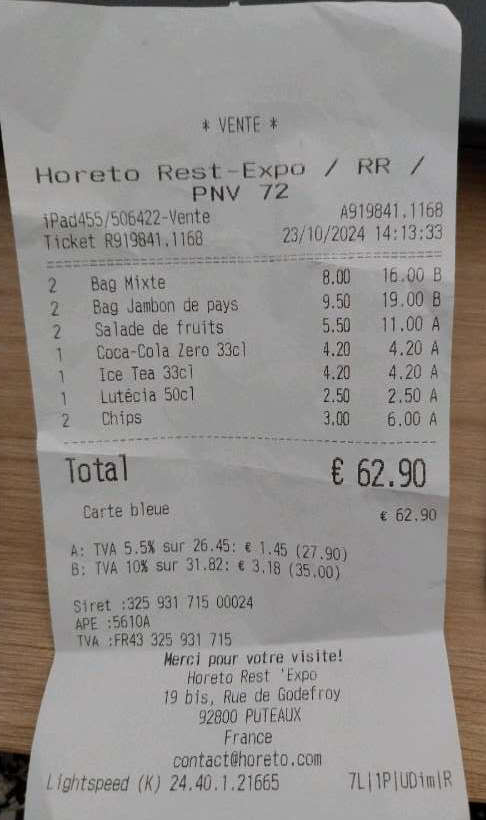 * VENTE *
Horeto Rest-Expo / RR /
PNV 72
iPad455/506422-Vente A919841.1168
Ticket R919841.1168 23/10/2024 14:13:33
2 Bag Mixte 8.00 16.00 B
2 Bag Jambon de pays 9.50 19.00 B
2 Salade de fruits 5.50 11.00 A
1 Coca-Cola Zero 33cl 4.20 4.20 A
1 Ice Tea 33cl 4.20 4.20 A
1 Lutécia 50cl 2.50 2.50 A
2 Chips 3.00 6.00 A
Total € 62.90
Carte bleue € 62.90
A: TVA 5.5% sur 26.45: € 1.45 (27.90)
B: TVA 10% sur 31.82: € 3.18 (35.00)
Siret :325 931 715 00024
APE :5610A
TVA :FR43 325 931 715
Merci pour votre visite!
Horeto Rest 'Expo
19 bis, Rue de Godefroy
92800 PUTEAUX
France
contact@horeto.com
Lightspeed (K) 24.40.1.21665 7L|1P|UDim|R